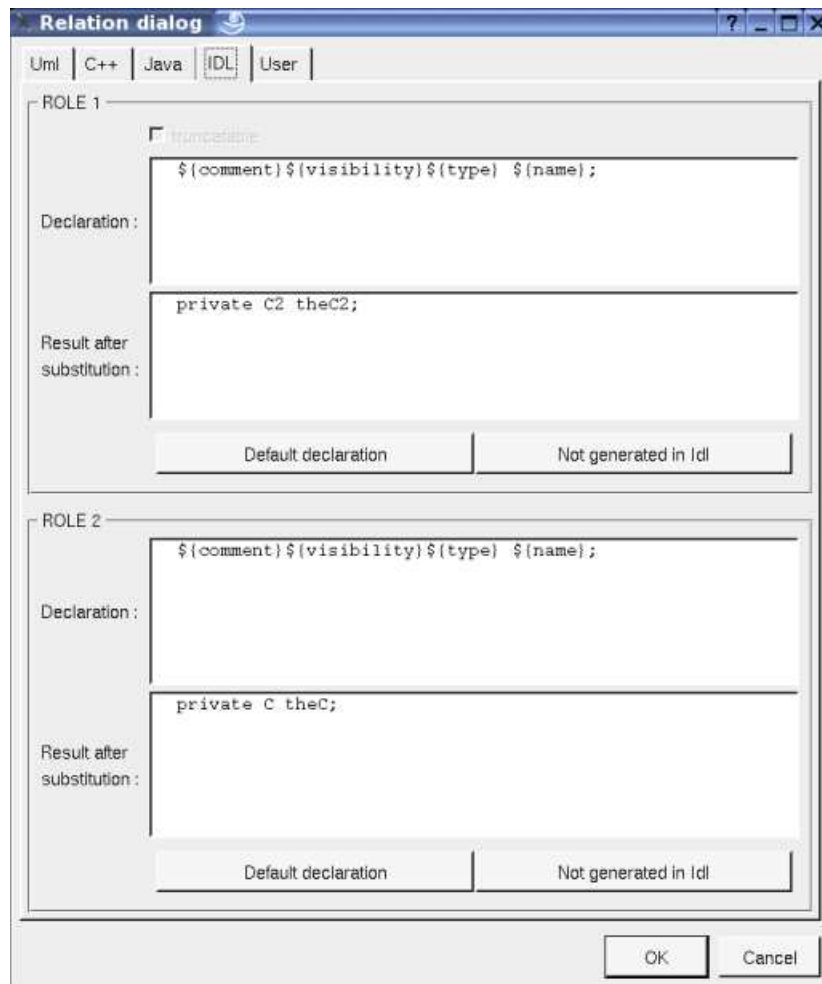 Relation dialog
Uml C++ Java IDL User
ROLE 1
truncatable
Declaration :
${comment}${visibility}${type} ${name};
Result after
substitution :
private C2 theC2;
Default declaration Not generated in Idl
ROLE 2
Declaration :
${comment}${visibility}${type} ${name};
Result after
substitution :
private C theC;
Default declaration Not generated in Idl
OK Cancel